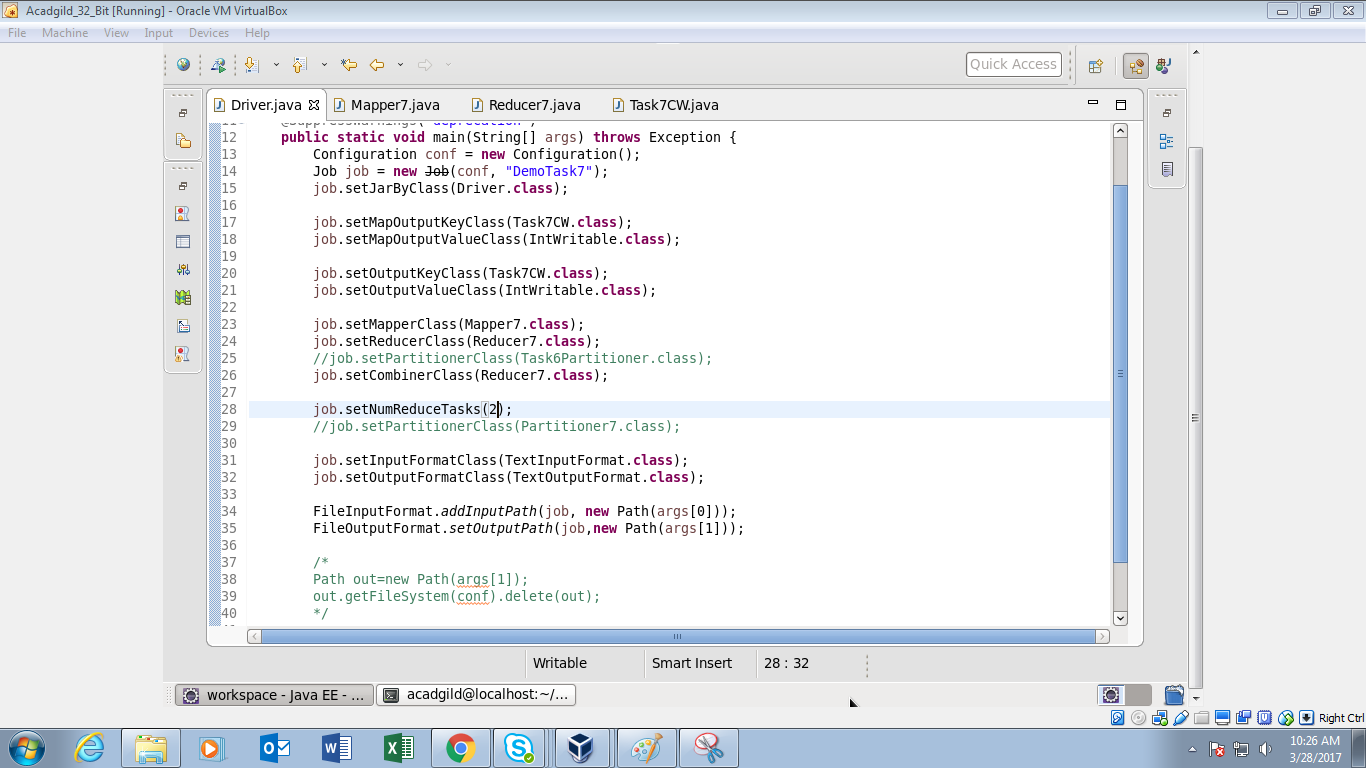 Acadgild_32_Bit [Running] - Oracle VM VirtualBox
File Machine View Input Devices Help
Quick Access
Driver.java Mapper7.java Reducer7.java Task7CW.java
12 public static void main(String[] args) throws Exception {
13 Configuration conf = new Configuration();
14 Job job = new Job(conf, "DemoTask7");
15 job.setJarByClass(Driver.class);
16
17 job.setMapOutputKeyClass(Task7CW.class);
18 job.setMapOutputValueClass(IntWritable.class);
19
20 job.setOutputKeyClass(Task7CW.class);
21 job.setOutputValueClass(IntWritable.class);
22
23 job.setMapperClass(Mapper7.class);
24 job.setReducerClass(Reducer7.class);
25 //job.setPartitionerClass(Task6Partitioner.class);
26 job.setCombinerClass(Reducer7.class);
27
28 job.setNumReduceTasks(2);
29 //job.setPartitionerClass(Partitioner7.class);
30
31 job.setInputFormatClass(TextInputFormat.class);
32 job.setOutputFormatClass(TextOutputFormat.class);
33
34 FileInputFormat.addInputPath(job, new Path(args[0]));
35 FileOutputFormat.setOutputPath(job,new Path(args[1]));
36
37 /*
38 Path out=new Path(args[1]);
39 out.getFileSystem(conf).delete(out);
40 */
Writable Smart Insert 28 : 32
workspace - Java EE - ... acadgild@localhost:~/...
Right Ctrl
10:26 AM
3/28/2017